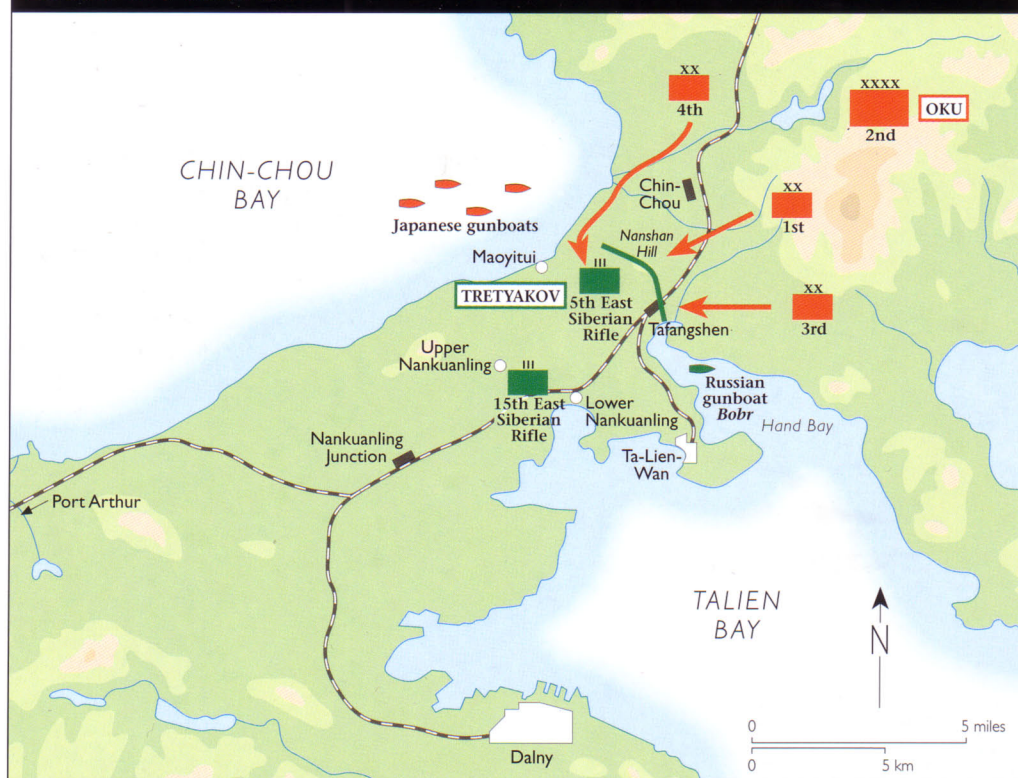 XX
4th
XXXX
2nd
OKU
CHIN-CHOU
BAY
Chin-
Chou
XX
1st
Japanese gunboats
Nanshan
Hill
Maoyitui
III
TRETYAKOV
5th East
Siberian
Rifle
XX
3rd
Tafangshen
Upper
Nankuanling
III
15th East
Siberian
Rifle
Lower
Nankuanling
Russian
gunboat
Bobr
Hand Bay
Nankuanling
Junction
Ta-Lien-
Wan
Port Arthur
TALIEN
BAY
N
0 5 miles
0 5 km
Dalny